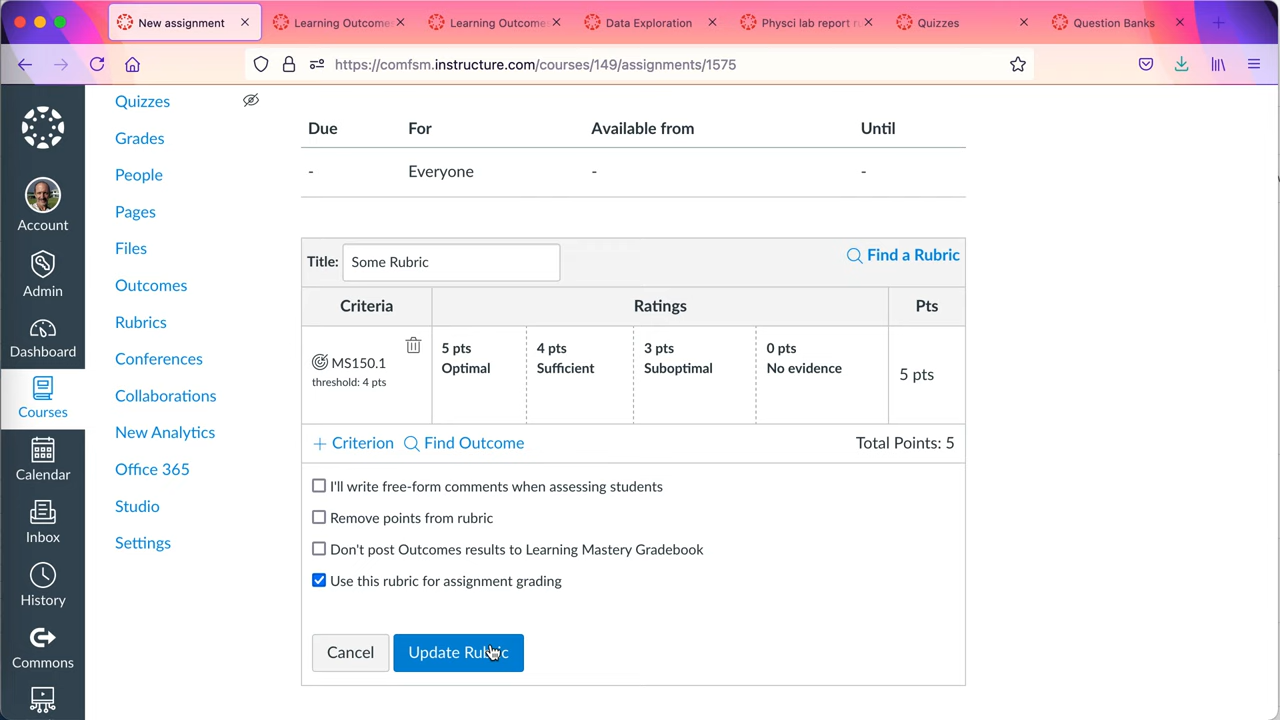 New assignment
Learning Outcome
Learning Outcome
Data Exploration
Physci lab report ru
Quizzes
Question Banks
https://comfsm.instructure.com/courses/149/assignments/1575
Account
Admin
Dashboard
Courses
Calendar
Inbox
History
Commons
Quizzes
Grades
People
Pages
Files
Outcomes
Rubrics
Conferences
Collaborations
New Analytics
Office 365
Studio
Settings
Due For Available from Until
- Everyone - -
Title: Some Rubric Find a Rubric
Criteria Ratings Pts
MS150.1
threshold: 4 pts
5 pts
Optimal
4 pts
Sufficient
3 pts
Suboptimal
0 pts
No evidence
5 pts
+ Criterion Find Outcome Total Points: 5
I'll write free-form comments when assessing students
Remove points from rubric
Don't post Outcomes results to Learning Mastery Gradebook
Use this rubric for assignment grading
Cancel Update Rubric